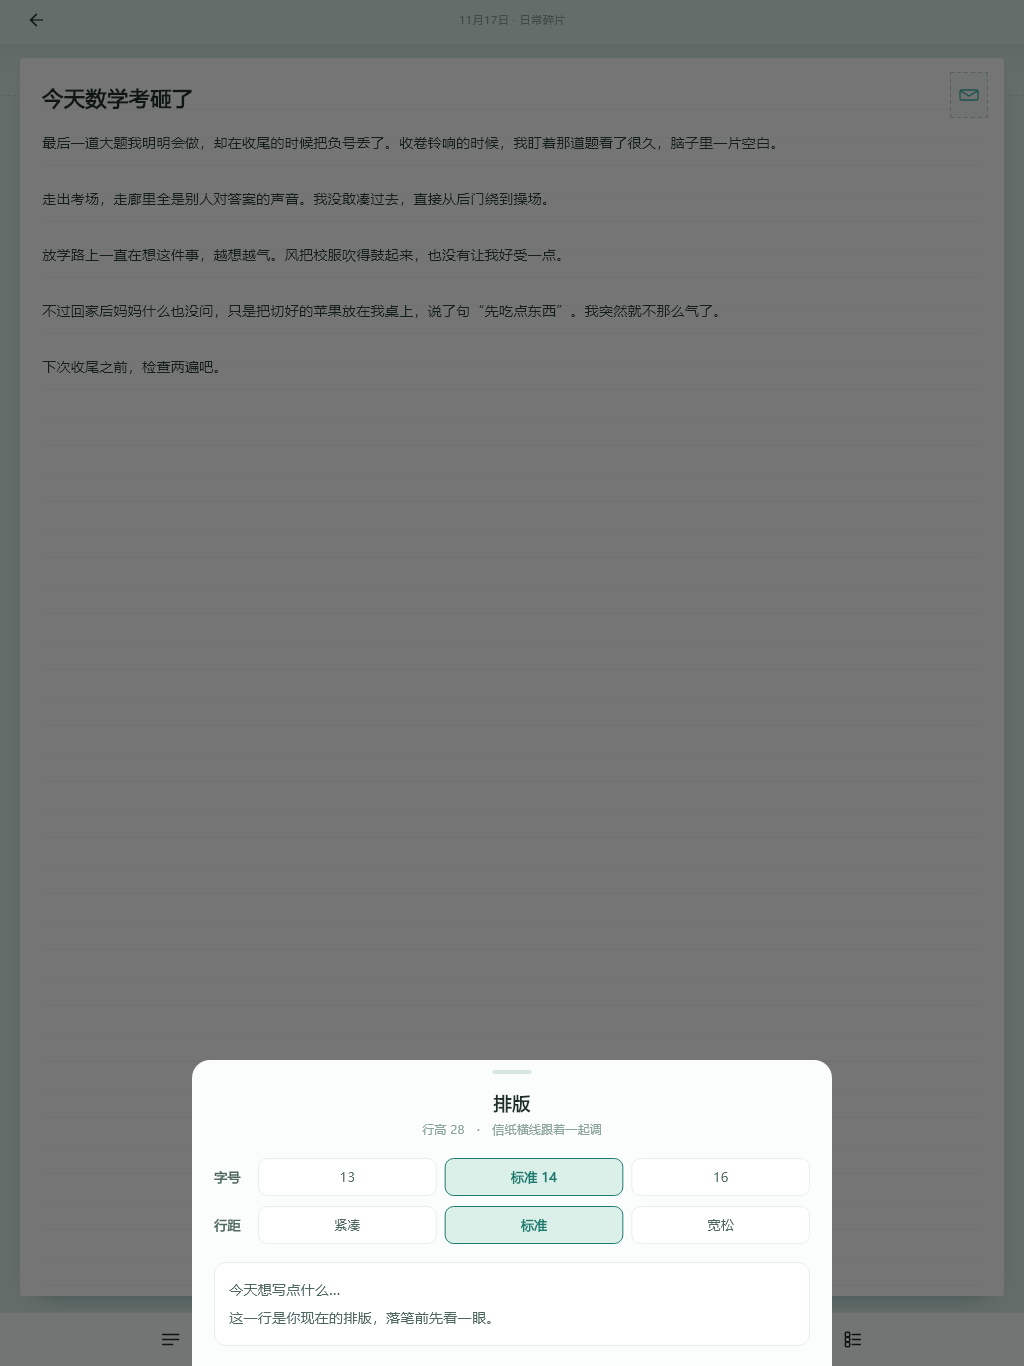 11月17日 · 日常碎片
今天数学考砸了
最后一道大题我明明会做，却在收尾的时候把负号丢了。收卷铃响的时候，我盯着那道题看了很久，脑子里一片空白。
走出考场，走廊里全是别人对答案的声音。我没敢凑过去，直接从后门绕到操场。
放学路上一直在想这件事，越想越气。风把校服吹得鼓起来，也没有让我好受一点。
不过回家后妈妈什么也没问，只是把切好的苹果放在我桌上，说了句“先吃点东西”。我突然就不那么气了。
下次收尾之前，检查两遍吧。
排版
行高 28 · 信纸横线跟着一起调
字号 13 标准 14 16
行距 紧凑 标准 宽松
今天想写点什么…
这一行是你现在的排版，落笔前先看一眼。